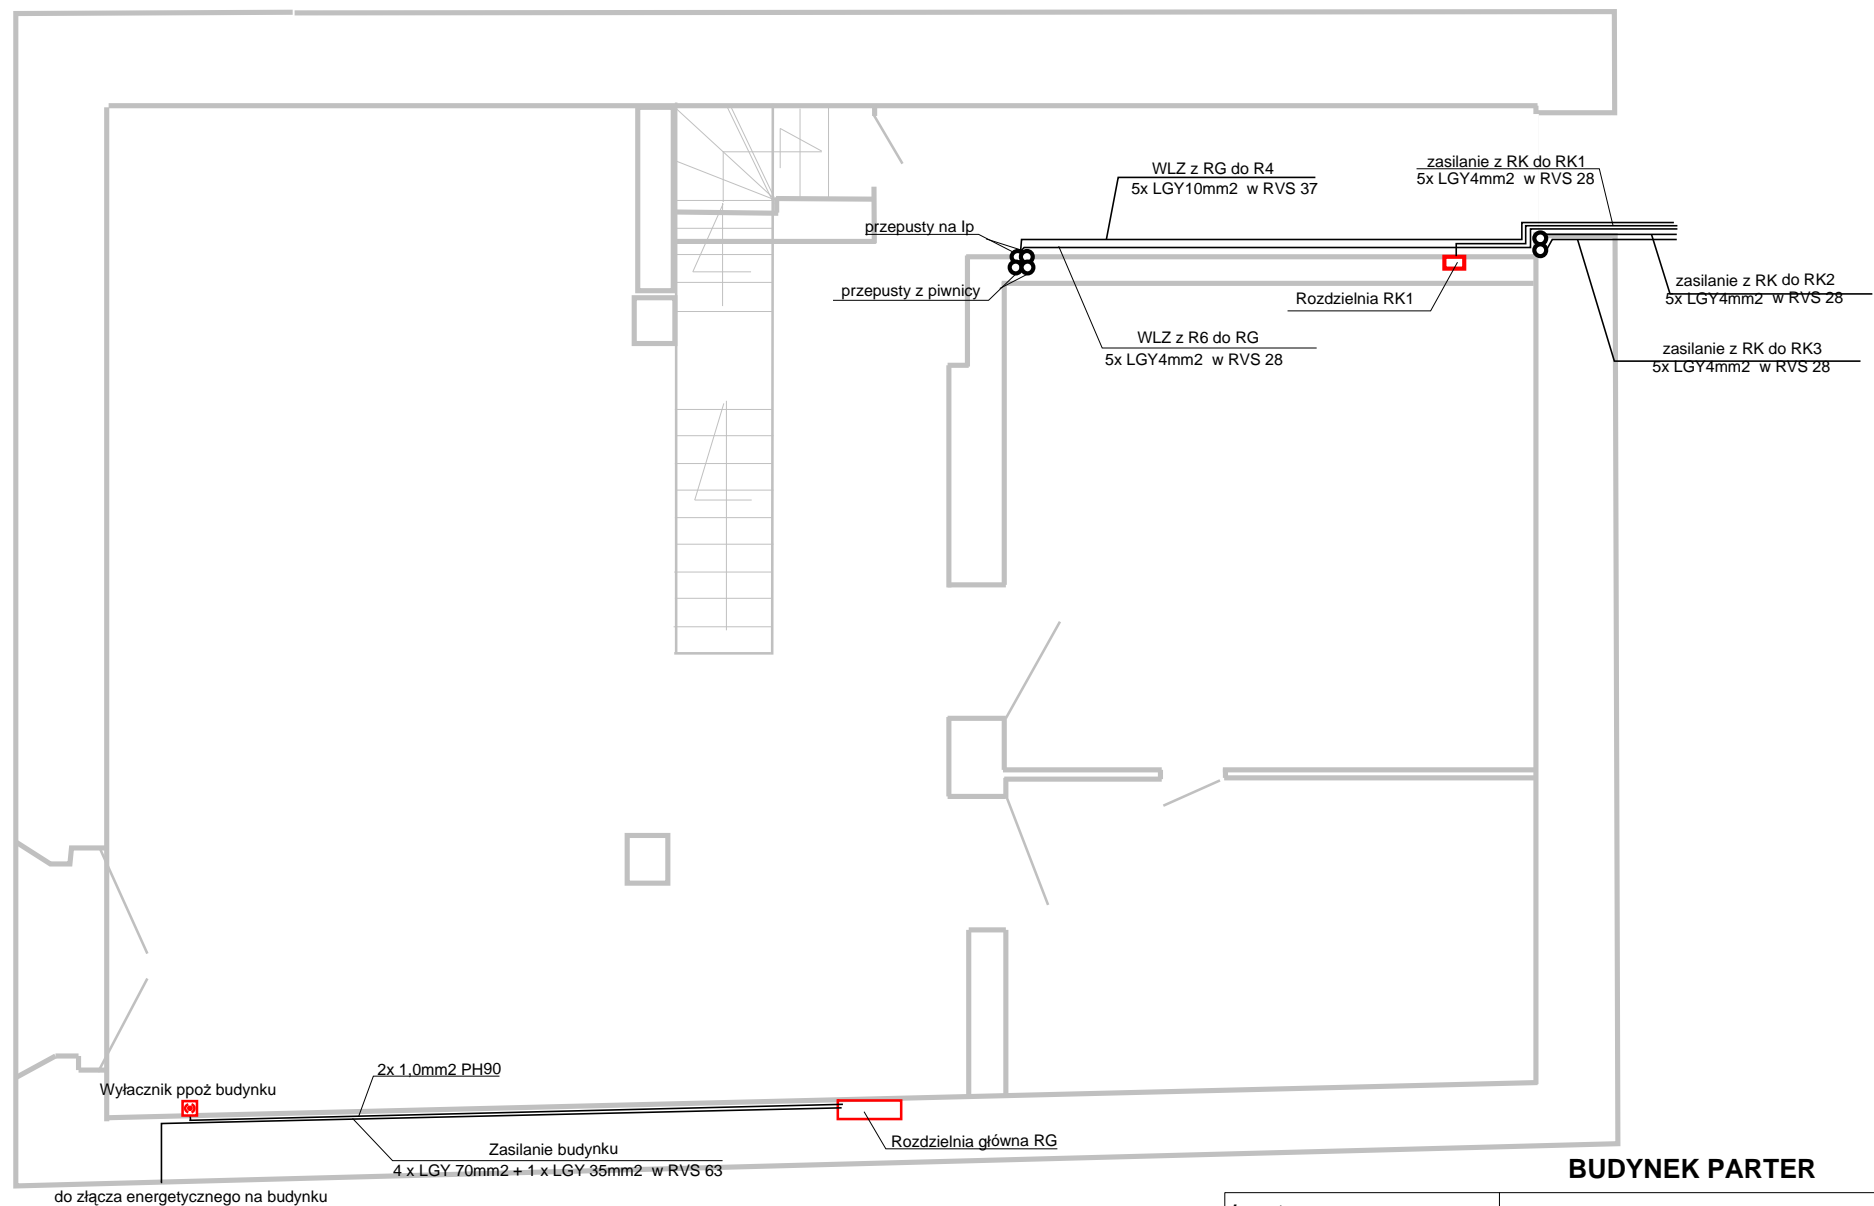 WLZ z RG do R4
5x LGY10mm2 w RVS 37
zasilanie z RK do RK1
5x LGY4mm2 w RVS 28
przepusty na Ip
przepusty z piwnicy
Rozdzielnia RK1
zasilanie z RK do RK2
5x LGY4mm2 w RVS 28
WLZ z R6 do RG
5x LGY4mm2 w RVS 28
zasilanie z RK do RK3
5x LGY4mm2 w RVS 28
2x 1,0mm2 PH90
Wyłacznik ppoż budynku
Zasilanie budynku
4 x LGY 70mm2 + 1 x LGY 35mm2 w RVS 63
Rozdzielnia główna RG
do złącza energetycznego na budynku
BUDYNEK PARTER